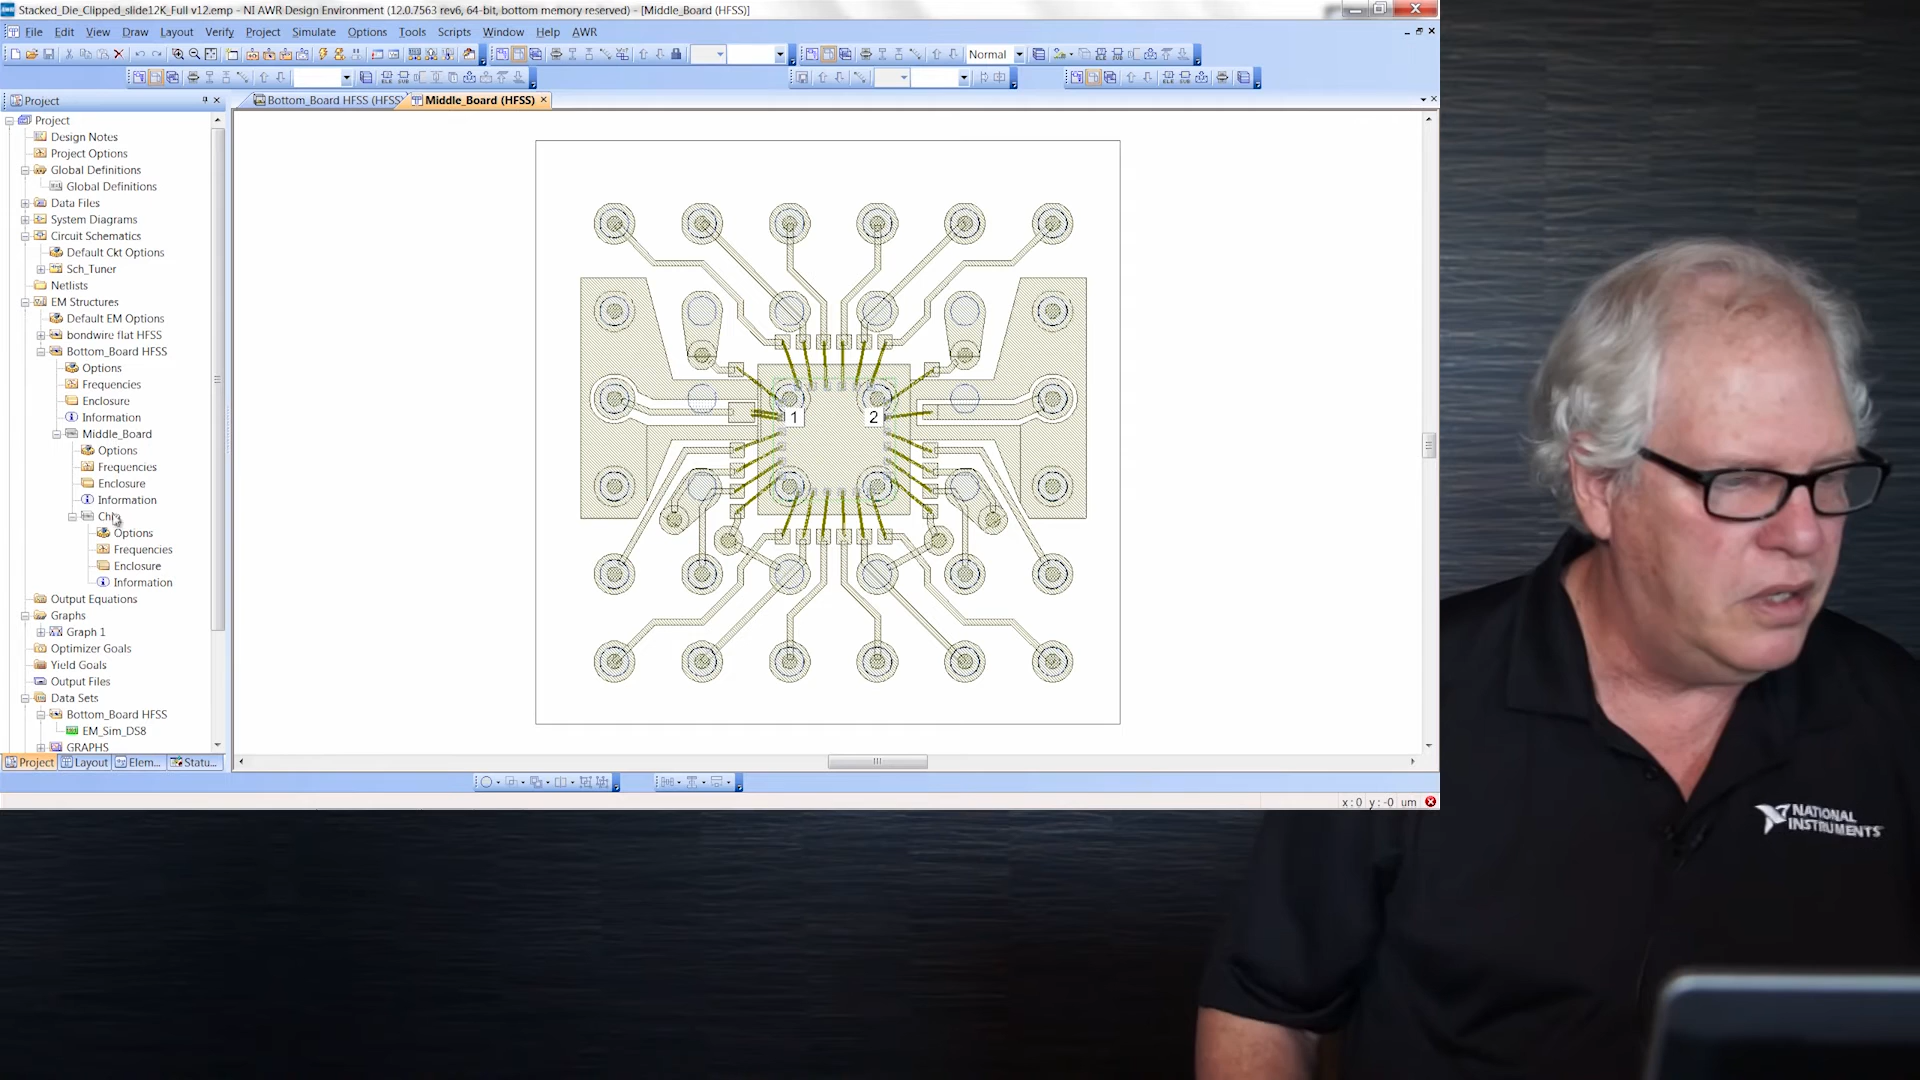 Stacked_Die_Clipped_slide12K_Full v12.emp - NI AWR Design Environment (12.0.7563 rev6, 64-bit, bottom memory reserved) - [Middle_Board (HFSS)]
File Edit View Draw Layout Verify Project Simulate Options Tools Scripts Window Help AWR
Normal
Project
Bottom_Board HFSS (HFSS)
Middle_Board (HFSS)
Project
Design Notes
Project Options
Global Definitions
Global Definitions
Data Files
System Diagrams
Circuit Schematics
Default Ckt Options
Sch_Tuner
Netlists
EM Structures
Default EM Options
bondwire flat HFSS
Bottom_Board HFSS
Options
Frequencies
Enclosure
Information
Middle_Board
Options
Frequencies
Enclosure
Information
Options
Frequencies
Enclosure
Information
Output Equations
Graphs
Graph 1
Optimizer Goals
Yield Goals
Output Files
Data Sets
Bottom_Board HFSS
EM_Sim_DS8
GRAPHS
1 2
Project Layout Elem... Statu...
x: 0 y: -0 um
NATIONAL
INSTRUMENTS